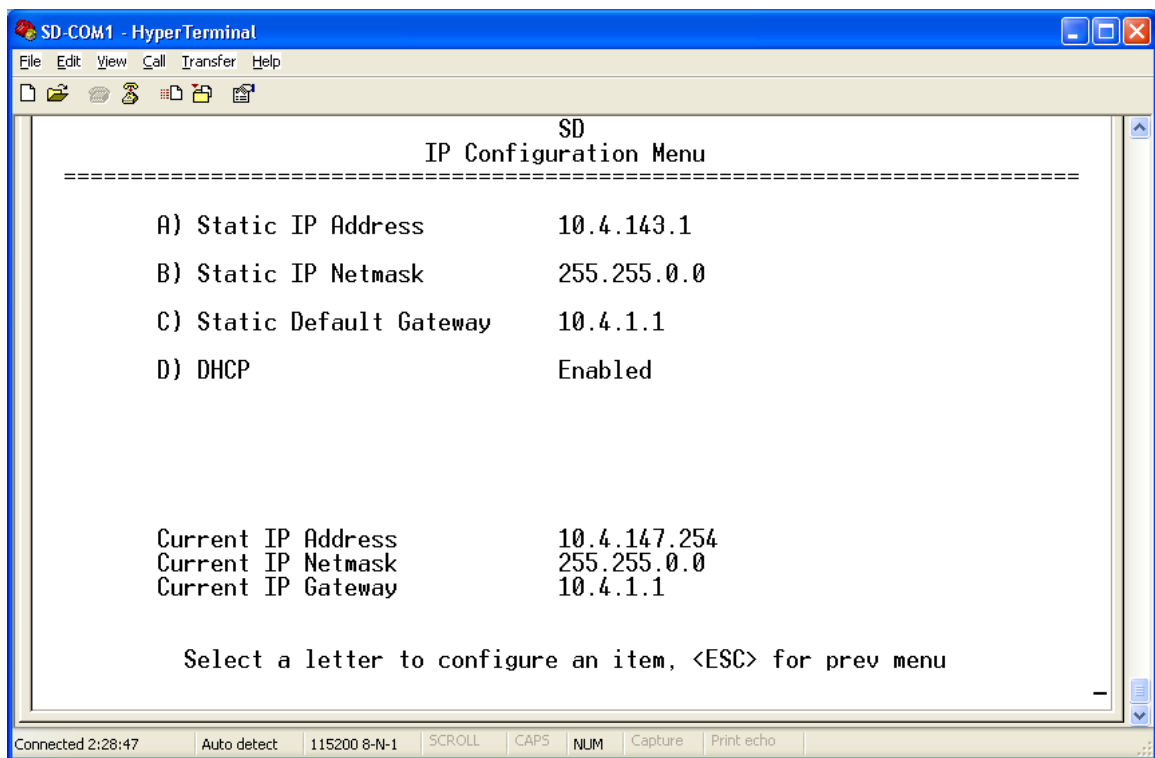 SD-COM1 - HyperTerminal
File Edit View Call Transfer Help
SD
IP Configuration Menu
============================================================================
A) Static IP Address 10.4.143.1
B) Static IP Netmask 255.255.0.0
C) Static Default Gateway 10.4.1.1
D) DHCP Enabled
Current IP Address 10.4.147.254
Current IP Netmask 255.255.0.0
Current IP Gateway 10.4.1.1
Select a letter to configure an item, <ESC> for prev menu
Connected 2:28:47 Auto detect 115200 8-N-1 SCROLL CAPS NUM Capture Print echo